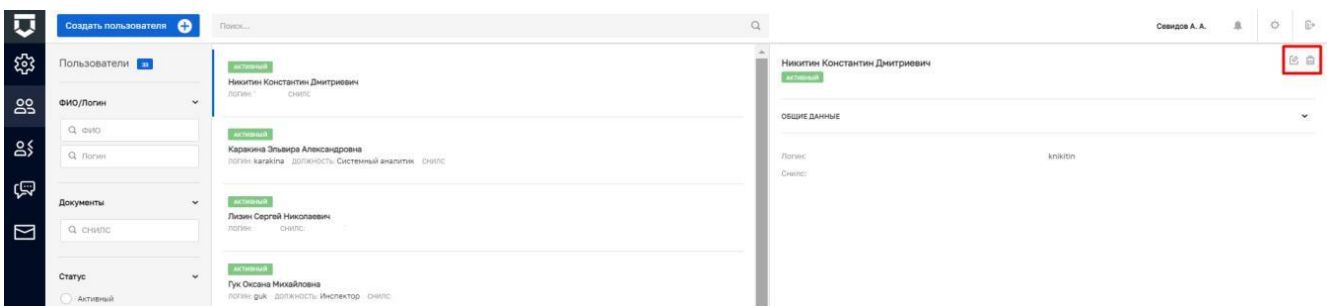 Создать пользователя
Поиск...
Севидов А. А.
Пользователи 33
ФИО/Логин
ФИО
Логин
Документы
СНИЛС
Статус
Активный
АКТИВНЫЙ
Никитин Константин Дмитриевич
ЛОГИН: СНИЛС
АКТИВНЫЙ
Каракина Эльвира Александровна
ЛОГИН: karakina ДОЛЖНОСТЬ: Системный аналитик СНИЛС
АКТИВНЫЙ
Лизин Сергей Николаевич
ЛОГИН: СНИЛС:
АКТИВНЫЙ
Гук Оксана Михайловна
ЛОГИН: guk ДОЛЖНОСТЬ: Инспектор СНИЛС:
Никитин Константин Дмитриевич
АКТИВНЫЙ
ОБЩИЕ ДАННЫЕ
Логин: knikitin
Снилс: